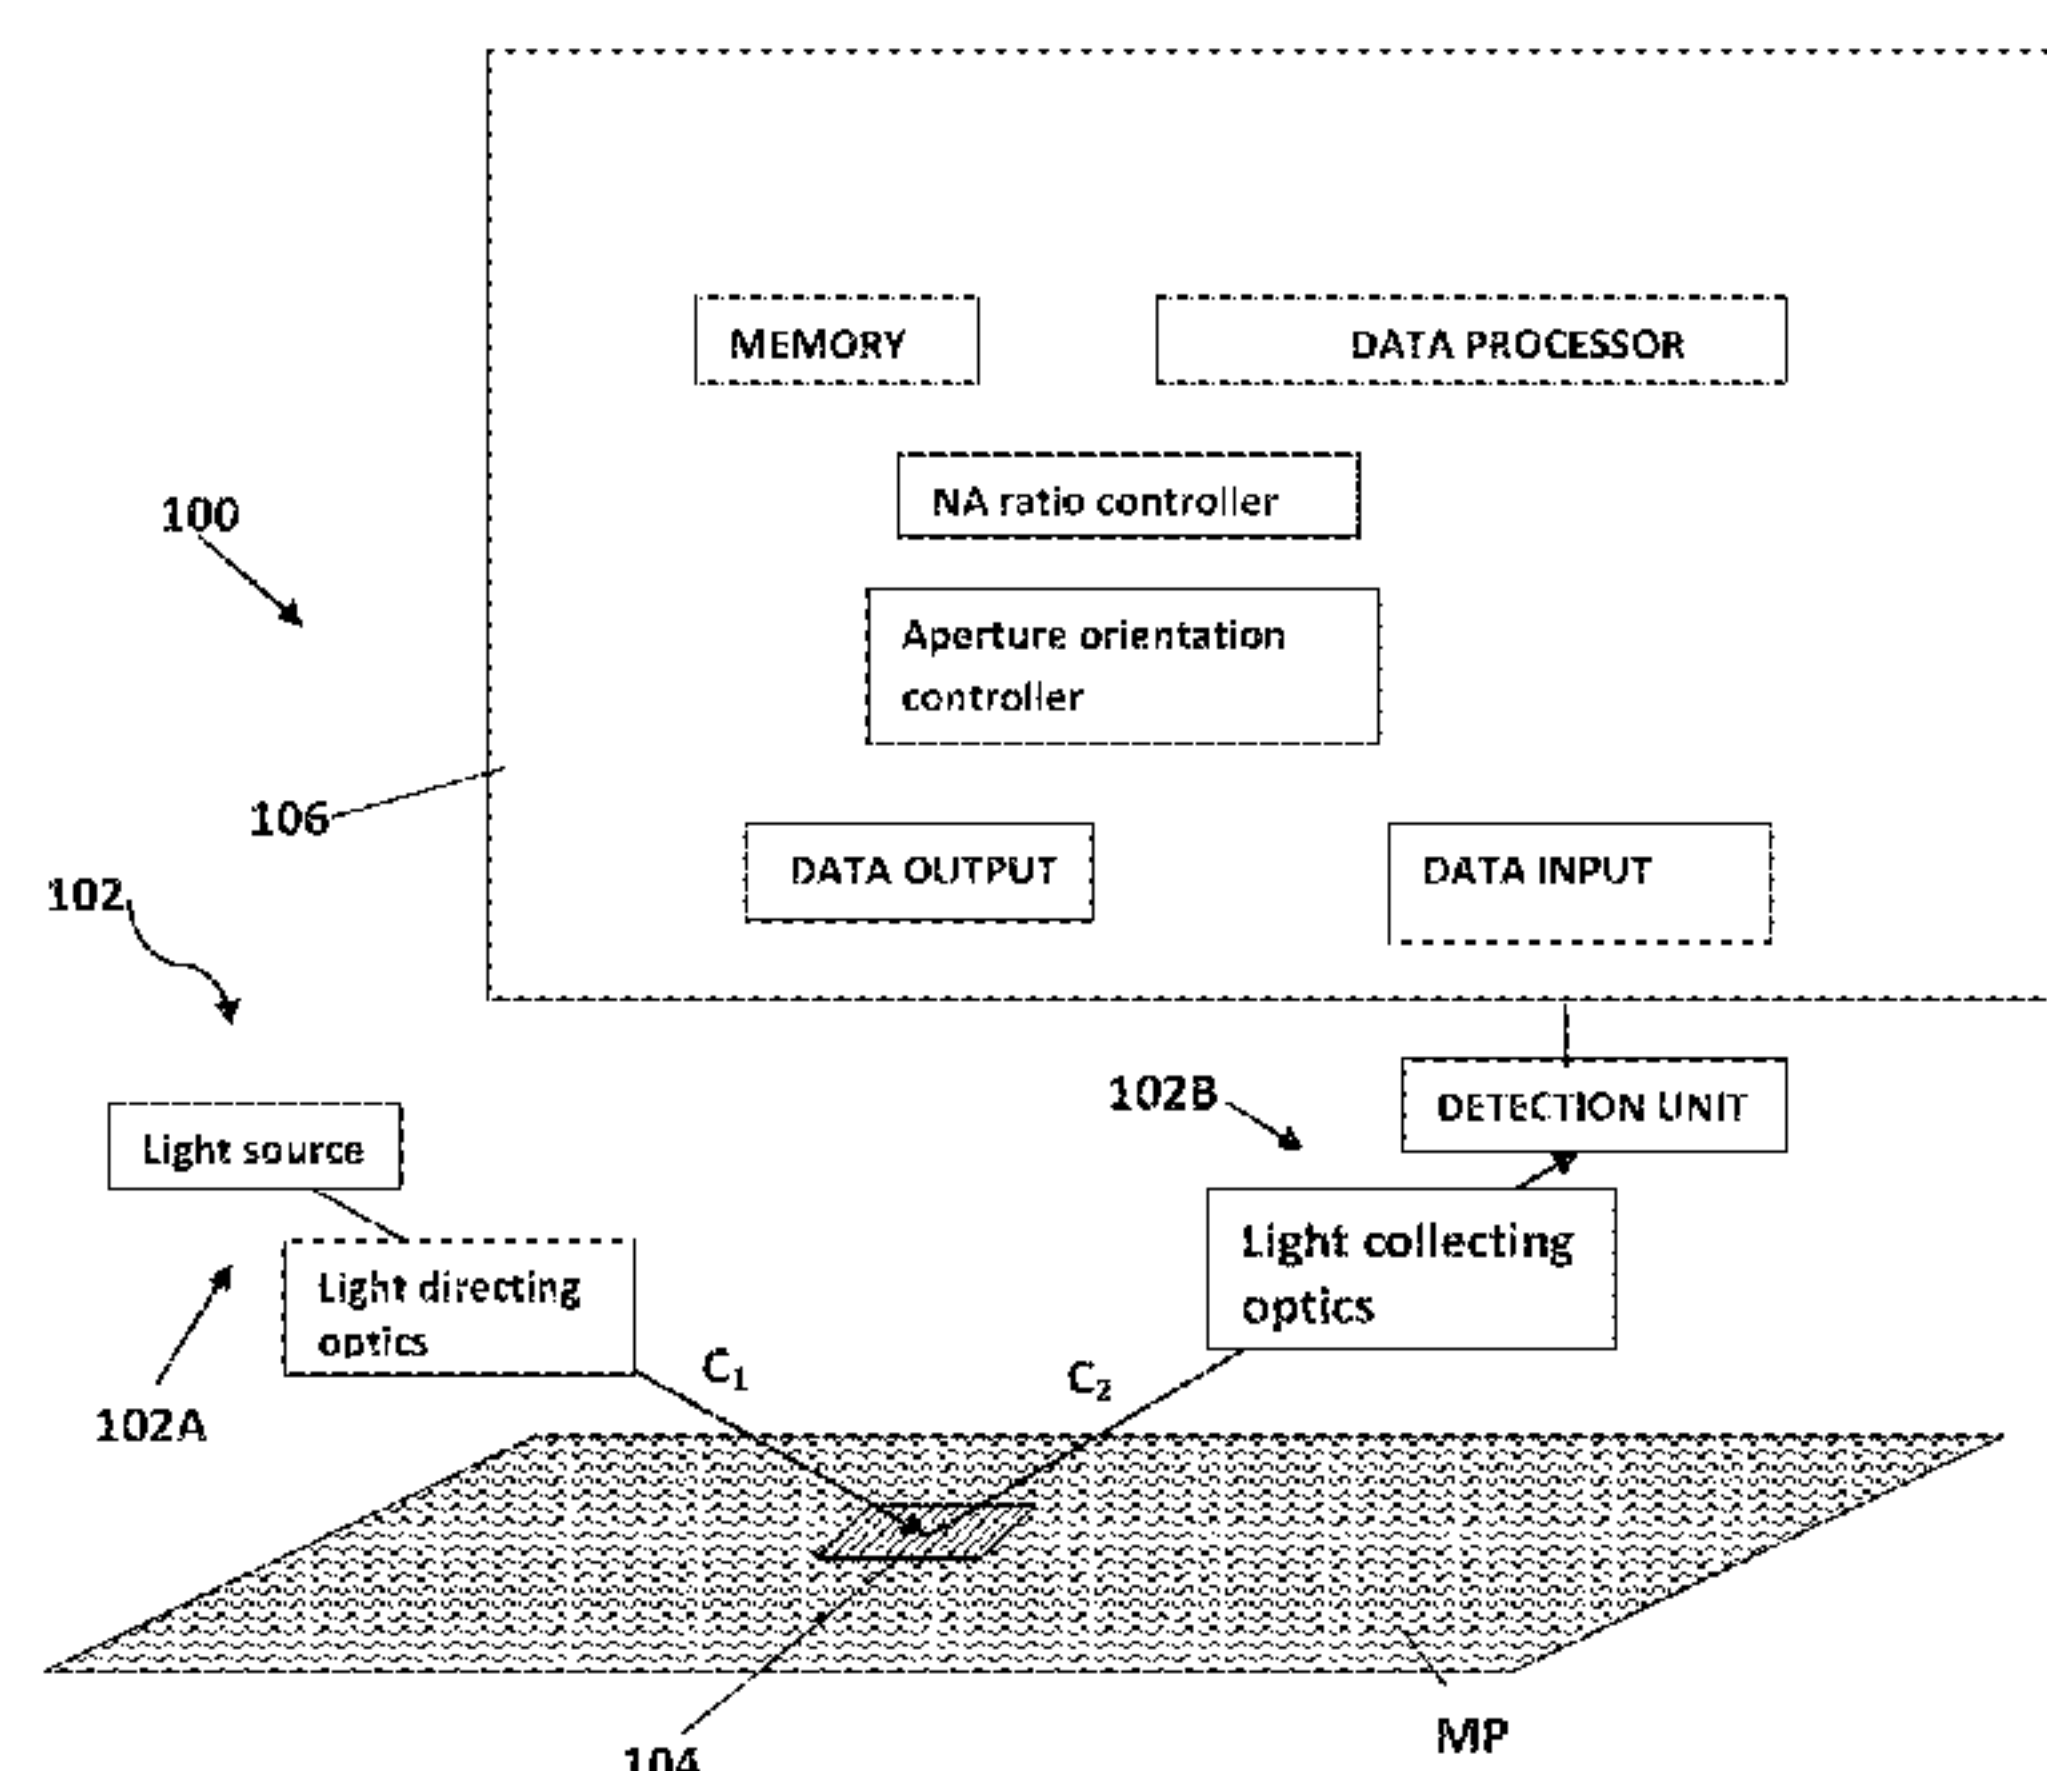 MEMORY
DATA PROCESSOR
NA ratio controller
100
Aperture orientation
controller
106
DATA OUTPUT
DATA INPUT
102
102B
DETECTION UNIT
Light source
Light collecting
optics
Light directing
optics
C₁
C₂
102A
MP
104